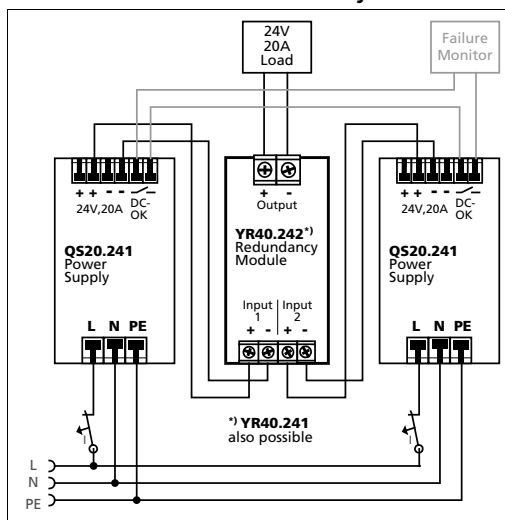 24V
20A
Load
Failure
Monitor
+ + - -
DC-
OK
24V,20A
QS20.241
Power
Supply
L N PE
+ -
Output
YR40.242*)
Redundancy
Module
Input
1
Input
2
+ - + -
+ + - -
DC-
OK
24V,20A
QS20.241
Power
Supply
L N PE
I
*) YR40.241
also possible
I
L
N
PE